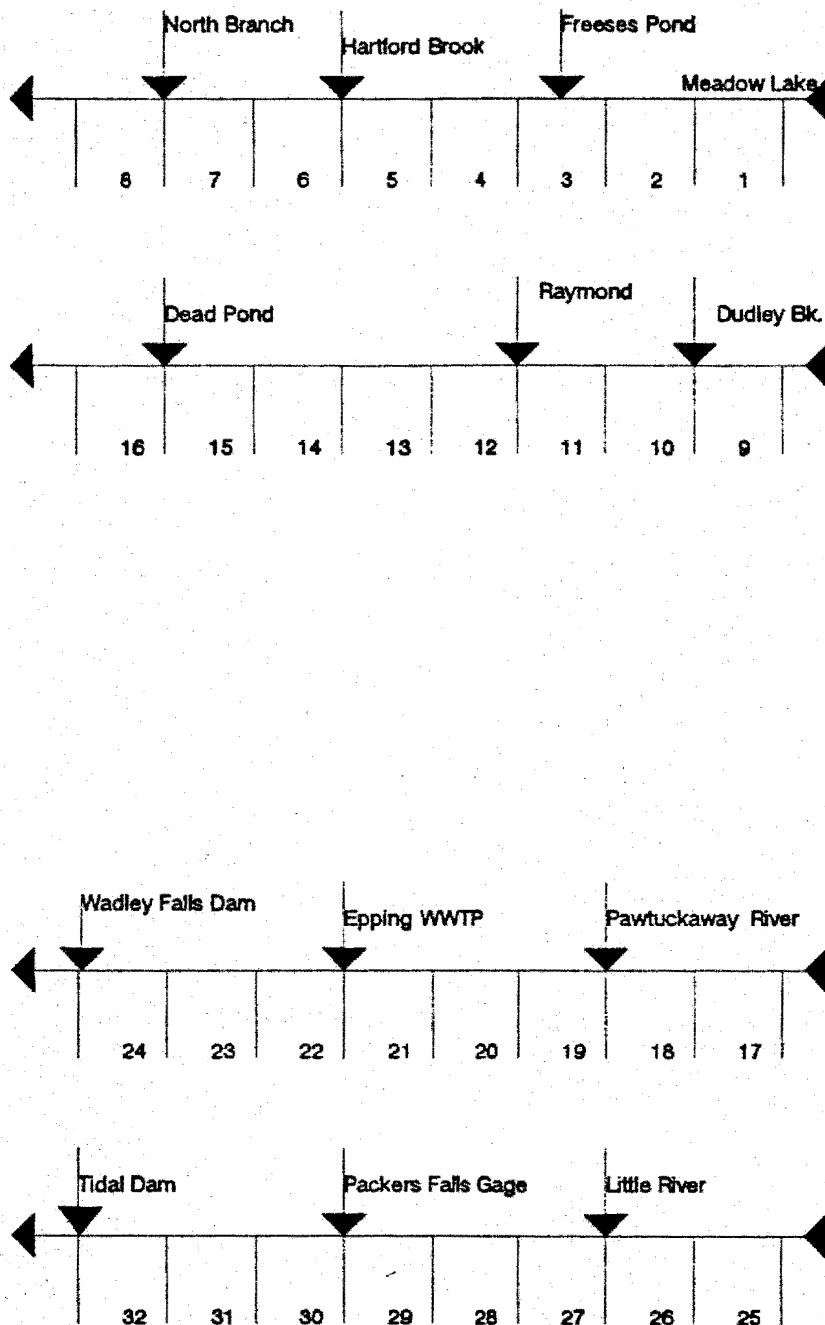 North Branch
Hartford Brook
Freeses Pond
Meadow Lake
8 7 6 5 4 3 2 1
Dead Pond
Raymond
Dudley Bk.
16 15 14 13 12 11 10 9
Wadley Falls Dam
Epping WWTP
Pawtuckaway River
24 23 22 21 20 19 18 17
Tidal Dam
Packers Falls Gage
Little River
32 31 30 29 28 27 26 25